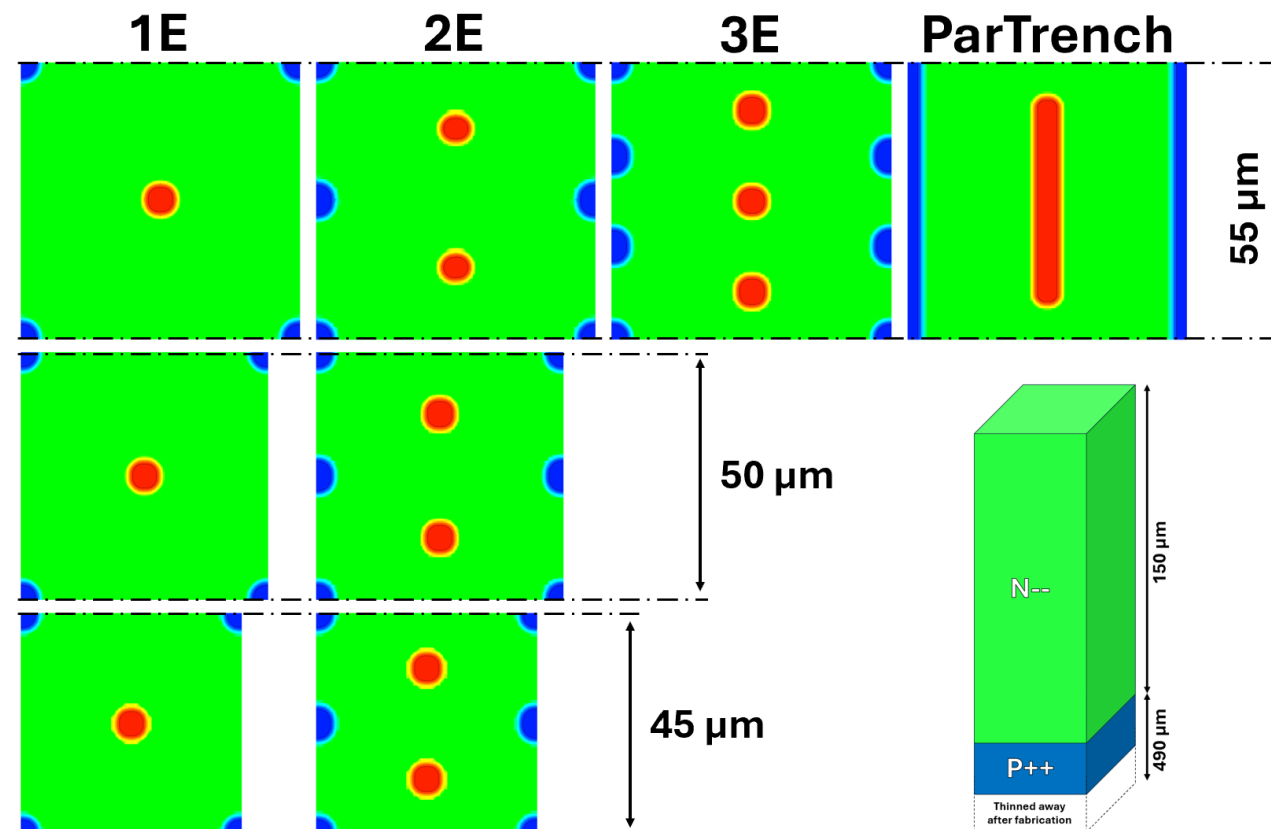 1E 2E 3E ParTrench
55 µm
50 µm
45 µm
150 µm
N--
490 µm
P++
Thinned away
after fabrication